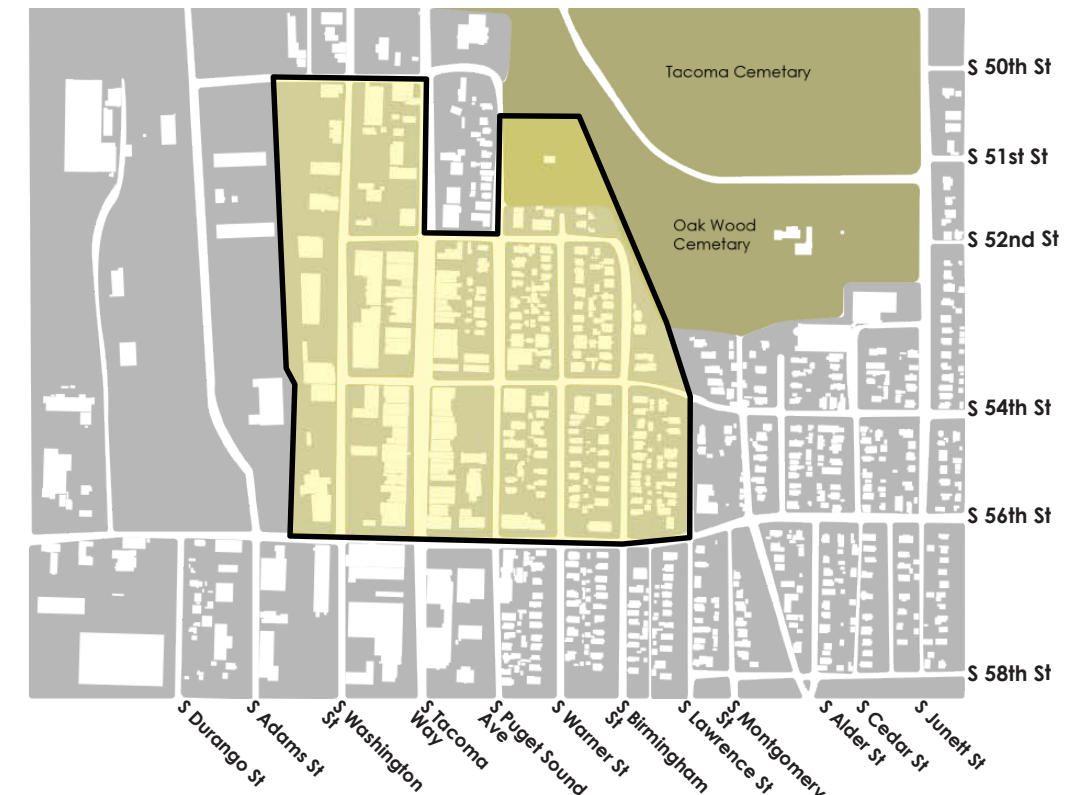 S 50th St
Tacoma Cemetary
S 51st St
Oak Wood
Cemetary
S 52nd St
S 54th St
S 56th St
S 58th St
S Durango St
S Adams St
S Washington
St
S Tacoma
Way
S Puget Sound
Ave
S Warner St
S Birmingham
St
S Lawrence St
S Montgomery
St
S Alder St
S Cedar St
S Junett St